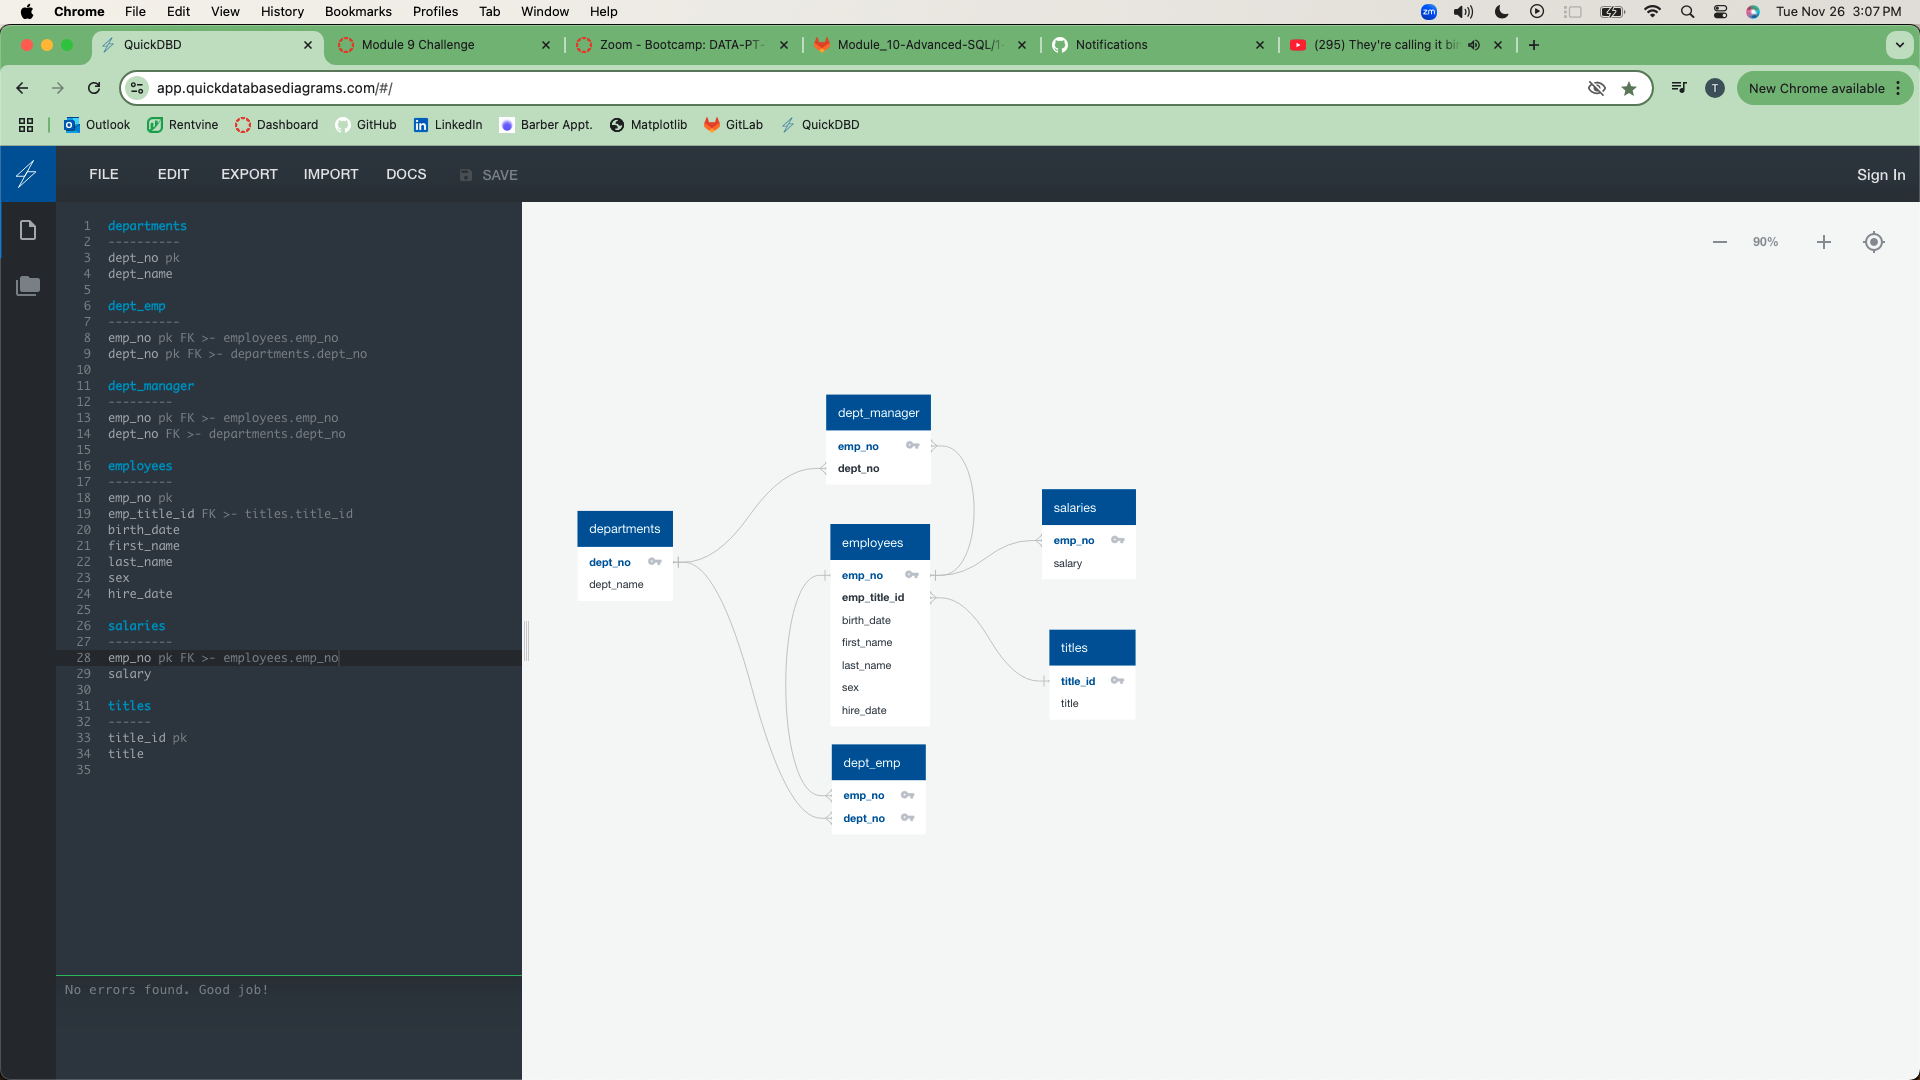 Chrome File Edit View History Bookmarks Profiles Tab Window Help zm Tue Nov 26 3:07 PM
QuickDBD Module 9 Challenge Zoom - Bootcamp: DATA-PT- Module_10-Advanced-SQL/1- Notifications (295) They're calling it bi
app.quickdatabasediagrams.com/#/ T New Chrome available
Outlook Rentvine Dashboard GitHub LinkedIn Barber Appt. Matplotlib GitLab QuickDBD
FILE EDIT EXPORT IMPORT DOCS SAVE Sign In
90%
1 departments
2 ----------
3 dept_no pk
4 dept_name
5
6 dept_emp
7 ----------
8 emp_no pk FK >- employees.emp_no
9 dept_no pk FK >- departments.dept_no
10
11 dept_manager
12 ---------
13 emp_no pk FK >- employees.emp_no
14 dept_no FK >- departments.dept_no
15
16 employees
17 ---------
18 emp_no pk
19 emp_title_id FK >- titles.title_id
20 birth_date
21 first_name
22 last_name
23 sex
24 hire_date
25
26 salaries
27 ---------
28 emp_no pk FK >- employees.emp_no
29 salary
30
31 titles
32 ------
33 title_id pk
34 title
35
No errors found. Good job!
departments
dept_no
dept_name
dept_manager
emp_no
dept_no
employees
emp_no
emp_title_id
birth_date
first_name
last_name
sex
hire_date
dept_emp
emp_no
dept_no
salaries
emp_no
salary
titles
title_id
title